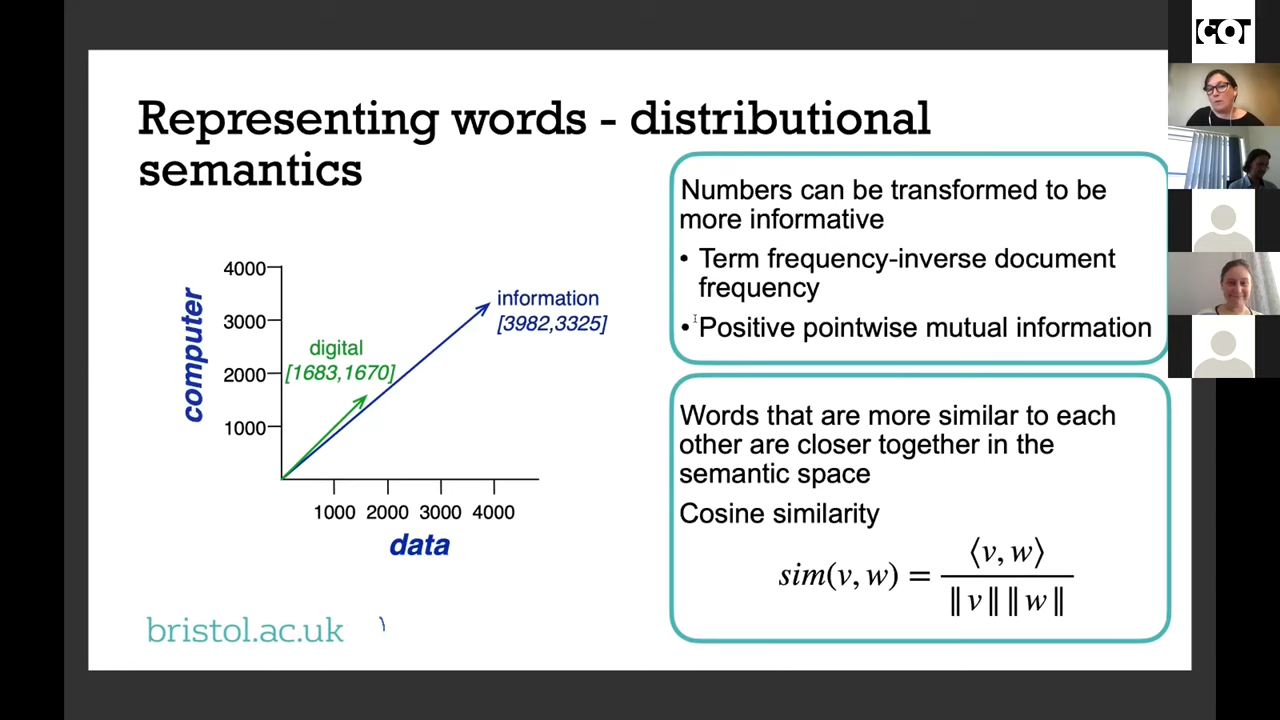 Representing words - distributional
semantics
4000
3000
2000
1000
computer
digital
[1683,1670]
information
[3982,3325]
1000 2000 3000 4000
data
Numbers can be transformed to be
more informative
• Term frequency-inverse document
frequency
• Positive pointwise mutual information
Words that are more similar to each
other are closer together in the
semantic space
Cosine similarity
sim(v, w) = ⟨v, w⟩ / ‖ v ‖ ‖ w ‖
bristol.ac.uk